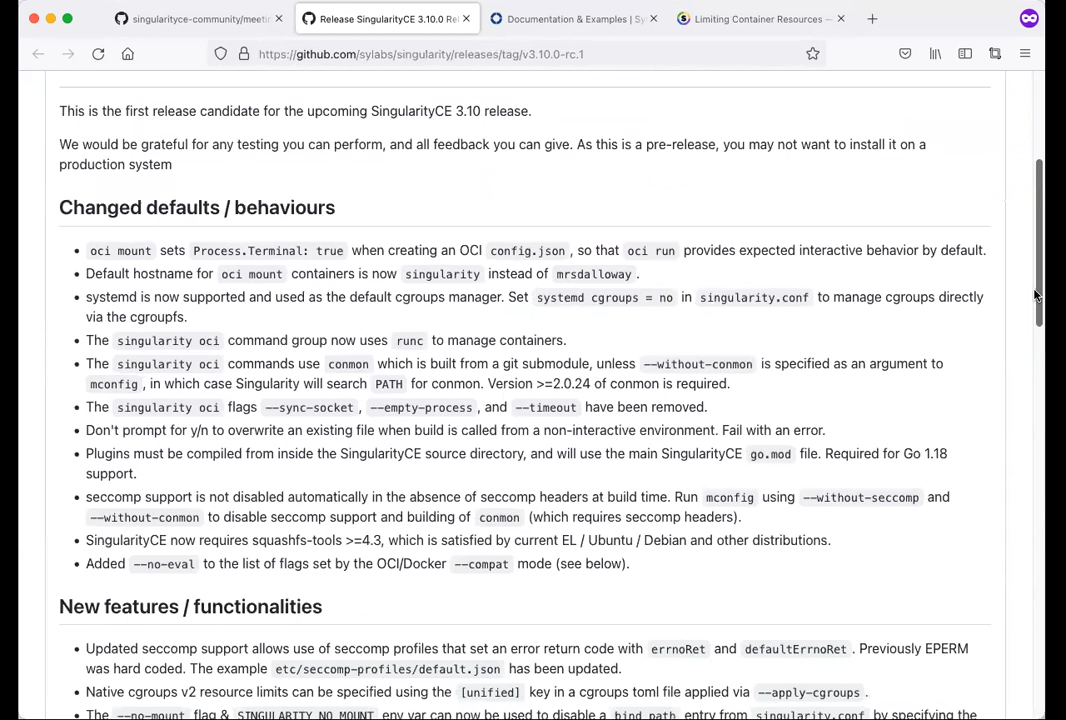 singularityce-community/meeti
Release SingularityCE 3.10.0 Re
Documentation & Examples | Sy
Limiting Container Resources —
https://github.com/sylabs/singularity/releases/tag/v3.10.0-rc.1
This is the first release candidate for the upcoming SingularityCE 3.10 release.
We would be grateful for any testing you can perform, and all feedback you can give. As this is a pre-release, you may not want to install it on a
production system
Changed defaults / behaviours
• oci mount sets Process.Terminal: true when creating an OCI config.json , so that oci run provides expected interactive behavior by default.
• Default hostname for oci mount containers is now singularity instead of mrsdalloway .
• systemd is now supported and used as the default cgroups manager. Set systemd cgroups = no in singularity.conf to manage cgroups directly
via the cgroupfs.
• The singularity oci command group now uses runc to manage containers.
• The singularity oci commands use conmon which is built from a git submodule, unless --without-conmon is specified as an argument to
mconfig , in which case Singularity will search PATH for conmon. Version >=2.0.24 of conmon is required.
• The singularity oci flags --sync-socket , --empty-process , and --timeout have been removed.
• Don't prompt for y/n to overwrite an existing file when build is called from a non-interactive environment. Fail with an error.
• Plugins must be compiled from inside the SingularityCE source directory, and will use the main SingularityCE go.mod file. Required for Go 1.18
support.
• seccomp support is not disabled automatically in the absence of seccomp headers at build time. Run mconfig using --without-seccomp and
--without-conmon to disable seccomp support and building of conmon (which requires seccomp headers).
• SingularityCE now requires squashfs-tools >=4.3, which is satisfied by current EL / Ubuntu / Debian and other distributions.
• Added --no-eval to the list of flags set by the OCI/Docker --compat mode (see below).
New features / functionalities
• Updated seccomp support allows use of seccomp profiles that set an error return code with errnoRet and defaultErrnoRet . Previously EPERM
was hard coded. The example etc/seccomp-profiles/default.json has been updated.
• Native cgroups v2 resource limits can be specified using the [unified] key in a cgroups toml file applied via --apply-cgroups .
• The --no-mount flag & SINGULARITY_NO_MOUNT env var can now be used to disable a bind path entry from singularity.conf by specifying the